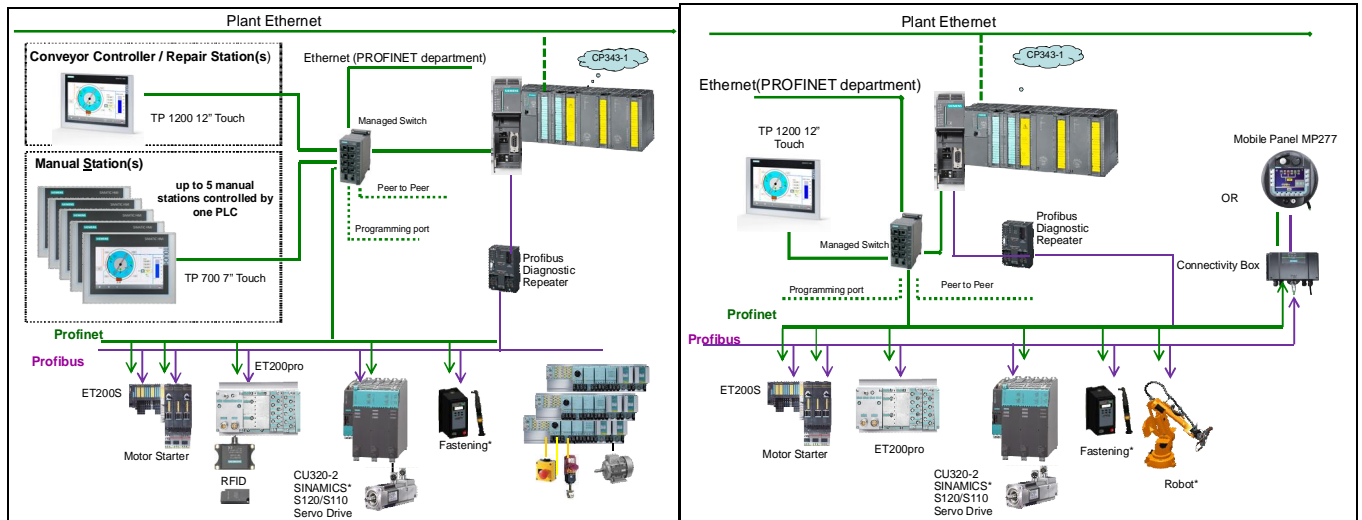 Plant Ethernet
Conveyor Controller / Repair Station(s)
TP 1200 12” Touch
Manual Station(s)
up to 5 manual
stations controlled by
one PLC
TP 700 7” Touch
Ethernet (PROFINET department)
CP343-1
Managed Switch
Peer to Peer
Programming port
Profibus
Diagnostic
Repeater
Profinet
Profibus
ET200S
Motor Starter
ET200pro
RFID
CU320-2
SINAMICS*
S120/S110
Servo Drive
Fastening*
Plant Ethernet
CP343-1
Ethernet(PROFINET department)
TP 1200 12”
Touch
Managed Switch
Programming port
Peer to Peer
Profibus
Diagnostic
Repeater
Mobile Panel MP277
OR
Connectivity Box
Profinet
Profibus
ET200S
Motor Starter
ET200pro
CU320-2
SINAMICS*
S120/S110
Servo Drive
Fastening*
Robot*